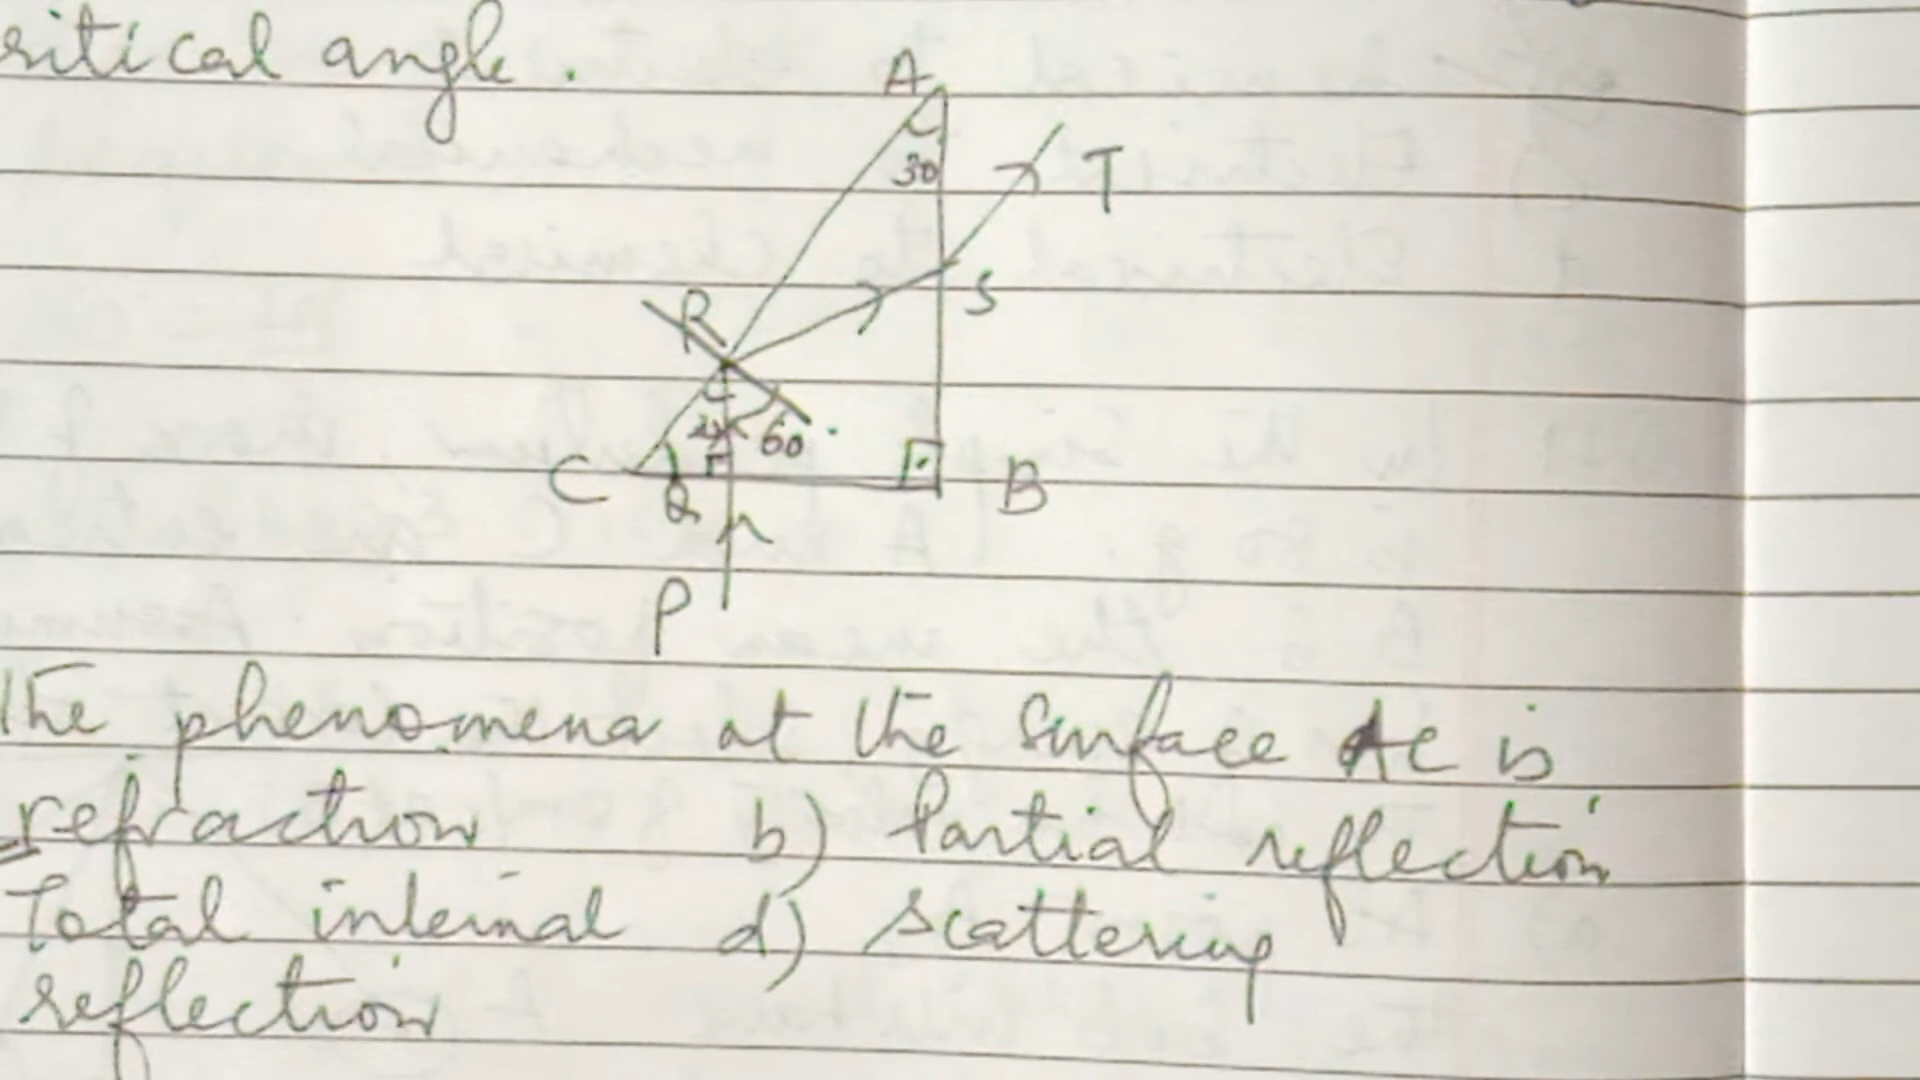 ritical angle.
A
30
T
S
R
60
C
Q
B
P
The phenomena at the surface AC is
refraction b) Partial reflection
Total internal d) scattering
reflection